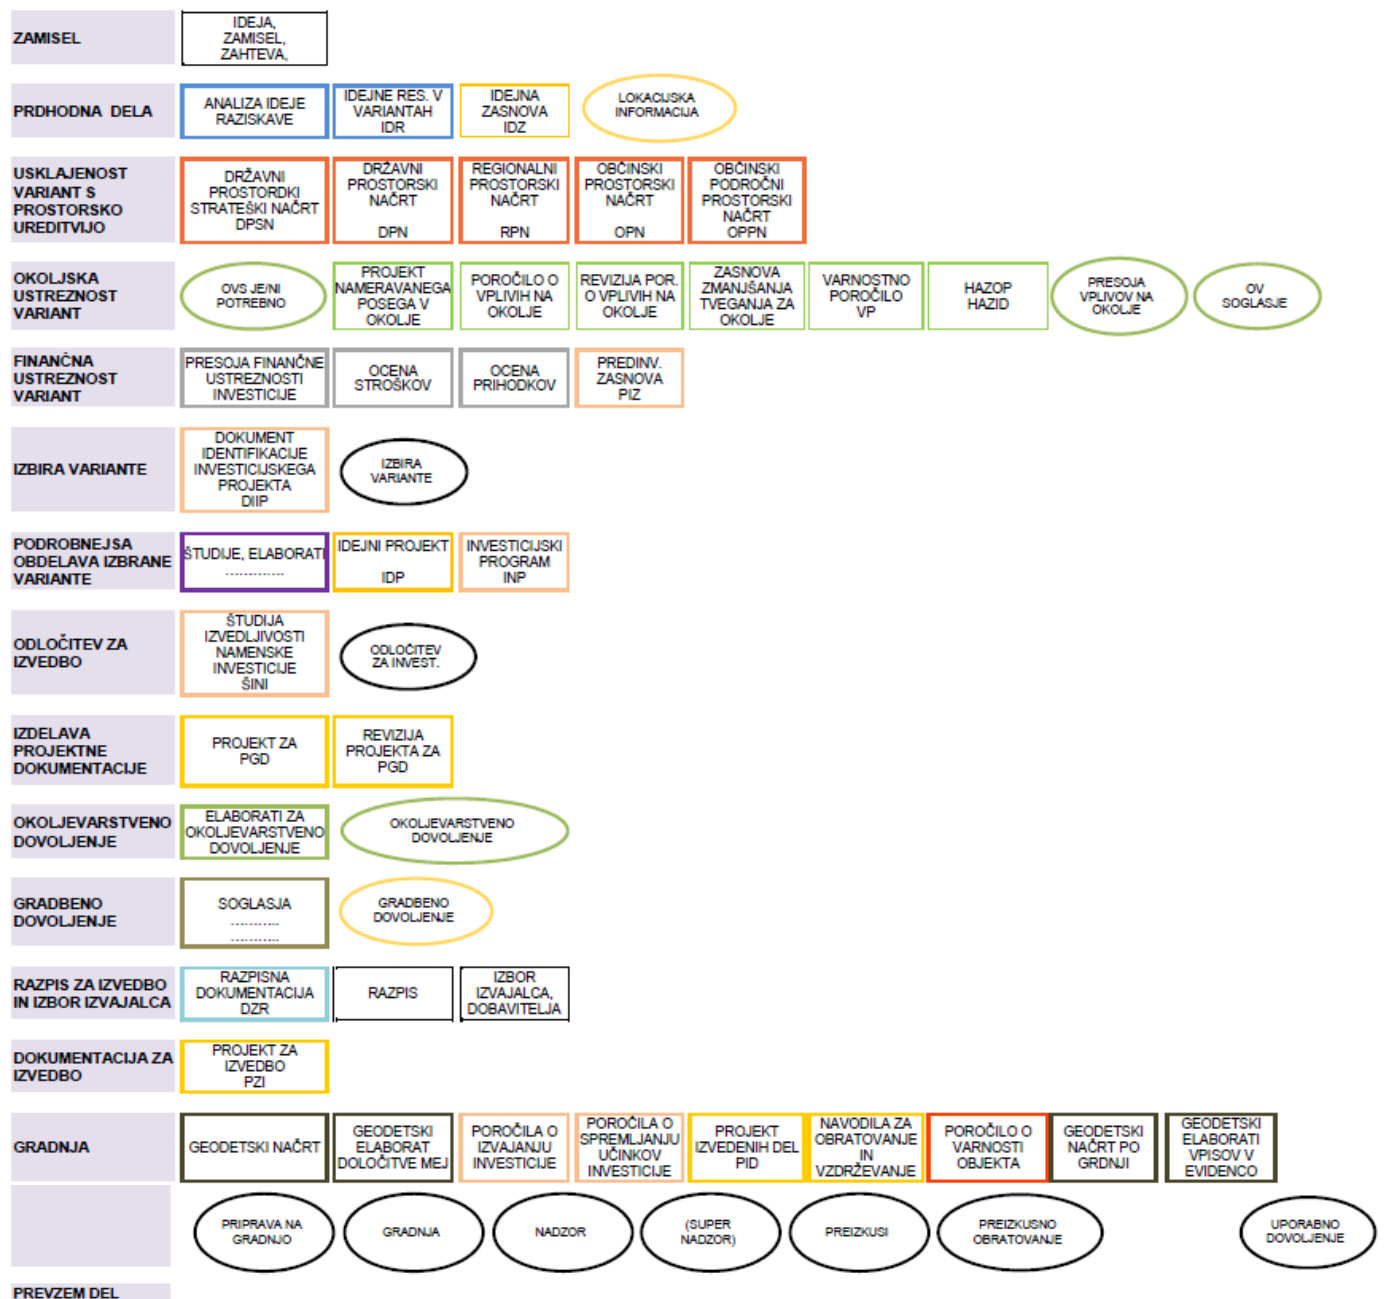 ZAMISEL
IDEJA,
ZAMISEL,
ZAHTEVA,
PRDHODNA DELA
ANALIZA IDEJE
RAZISKAVE
IDEJNE RES. V
VARIANTAH
IDR
IDEJNA
ZASNOVA
IDZ
LOKACIJSKA
INFORMACIJA
USKLAJENOST
VARIANT S
PROSTORSKO
UREDITVIJO
DRŽAVNI
PROSTORDKI
STRATEŠKI NAČRT
DPSN
DRŽAVNI
PROSTORSKI
NAČRT
DPN
REGIONALNI
PROSTORSKI
NAČRT
RPN
OBČINSKI
PROSTORSKI
NAČRT
OPN
OBČINSKI
PODROČNI
PROSTORSKI
NAČRT
OPPN
OKOLJSKA
USTREZNOST
VARIANT
OVS JE/NI
POTREBNO
PROJEKT
NAMERAVANEGA
POSEGA V
OKOLJE
POROČILO O
VPLIVIH NA
OKOLJE
REVIZIJA POR.
O VPLIVIH NA
OKOLJE
ZASNOVA
ZMANJŠANJA
TVEGANJA ZA
OKOLJE
VARNOSTNO
POROČILO
VP
HAZOP
HAZID
PRESOJA
VPLIVOV NA
OKOLJE
OV
SOGLASJE
FINANČNA
USTREZNOST
VARIANT
PRESOJA FINANČNE
USTREZNOSTI
INVESTICIJE
OCENA
STROŠKOV
OCENA
PRIHODKOV
PREDINV.
ZASNOVA
PIZ
IZBIRA VARIANTE
DOKUMENT
IDENTIFIKACIJE
INVESTICIJSKEGA
PROJEKTA
DIIP
IZBIRA
VARIANTE
PODROBNEJSA
OBDELAVA IZBRANE
VARIANTE
ŠTUDIJE, ELABORATI
.............
IDEJNI PROJEKT
IDP
INVESTICIJSKI
PROGRAM
INP
ODLOČITEV ZA
IZVEDBO
ŠTUDIJA
IZVEDLJIVOSTI
NAMENSKE
INVESTICIJE
ŠINI
ODLOČITEV
ZA INVEST.
IZDELAVA
PROJEKTNE
DOKUMENTACIJE
PROJEKT ZA
PGD
REVIZIJA
PROJEKTA ZA
PGD
OKOLJEVARSTVENO
DOVOLJENJE
ELABORATI ZA
OKOLJEVARSTVENO
DOVOLJENJE
OKOLJEVARSTVENO
DOVOLJENJE
GRADBENO
DOVOLJENJE
SOGLASJA
...........
...........
GRADBENO
DOVOLJENJE
RAZPIS ZA IZVEDBO
IN IZBOR IZVAJALCA
RAZPISNA
DOKUMENTACIJA
DZR
RAZPIS
IZBOR
IZVAJALCA,
DOBAVITELJA
DOKUMENTACIJA ZA
IZVEDBO
PROJEKT ZA
IZVEDBO
PZI
GRADNJA
GEODETSKI NAČRT
GEODETSKI
ELABORAT
DOLOČITVE MEJ
POROČILA O
IZVAJANJU
INVESTICIJE
POROČILA O
SPREMLJANJU
UČINKOV
INVESTICIJE
PROJEKT
IZVEDENIH DEL
PID
NAVODILA ZA
OBRATOVANJE
IN
VZDRŽEVANJE
POROČILO O
VARNOSTI
OBJEKTA
GEODETSKI
NAČRT PO
GRDNJI
GEODETSKI
ELABORATI
VPISOV V
EVIDENCO
PRIPRAVA NA
GRADNJO
GRADNJA
NADZOR
(SUPER
NADZOR)
PREIZKUSI
PREIZKUSNO
OBRATOVANJE
UPORABNO
DOVOLJENJE
PREVZEM DEL